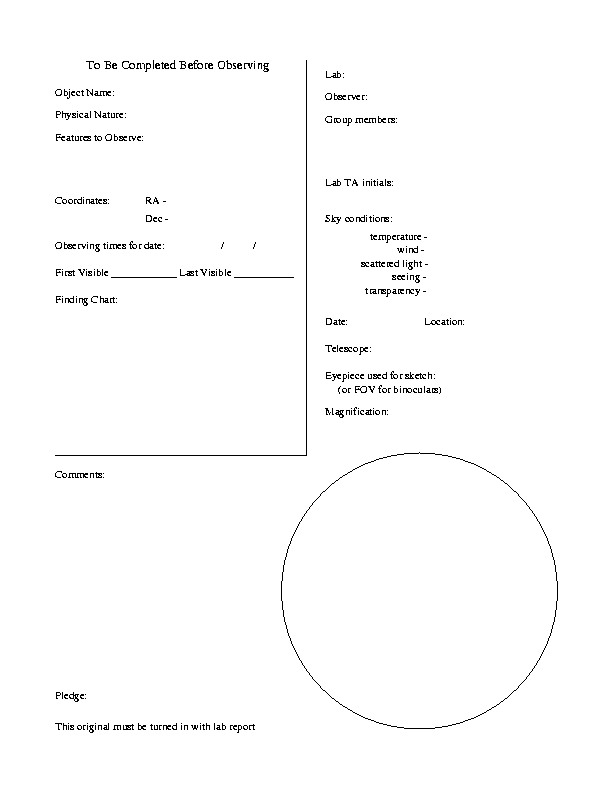 To Be Completed Before Observing
Object Name:
Physical Nature:
Features to Observe:
Coordinates: RA -
Dec -
Observing times for date: / /
First Visible ____________ Last Visible ___________
Finding Chart:
Lab:
Observer:
Group members:
Lab TA initials:
Sky conditions:
temperature -
wind -
scattered light -
seeing -
transparency -
Date: Location:
Telescope:
Eyepiece used for sketch:
(or FOV for binoculars)
Magnification:
Comments:
Pledge:
This original must be turned in with lab report